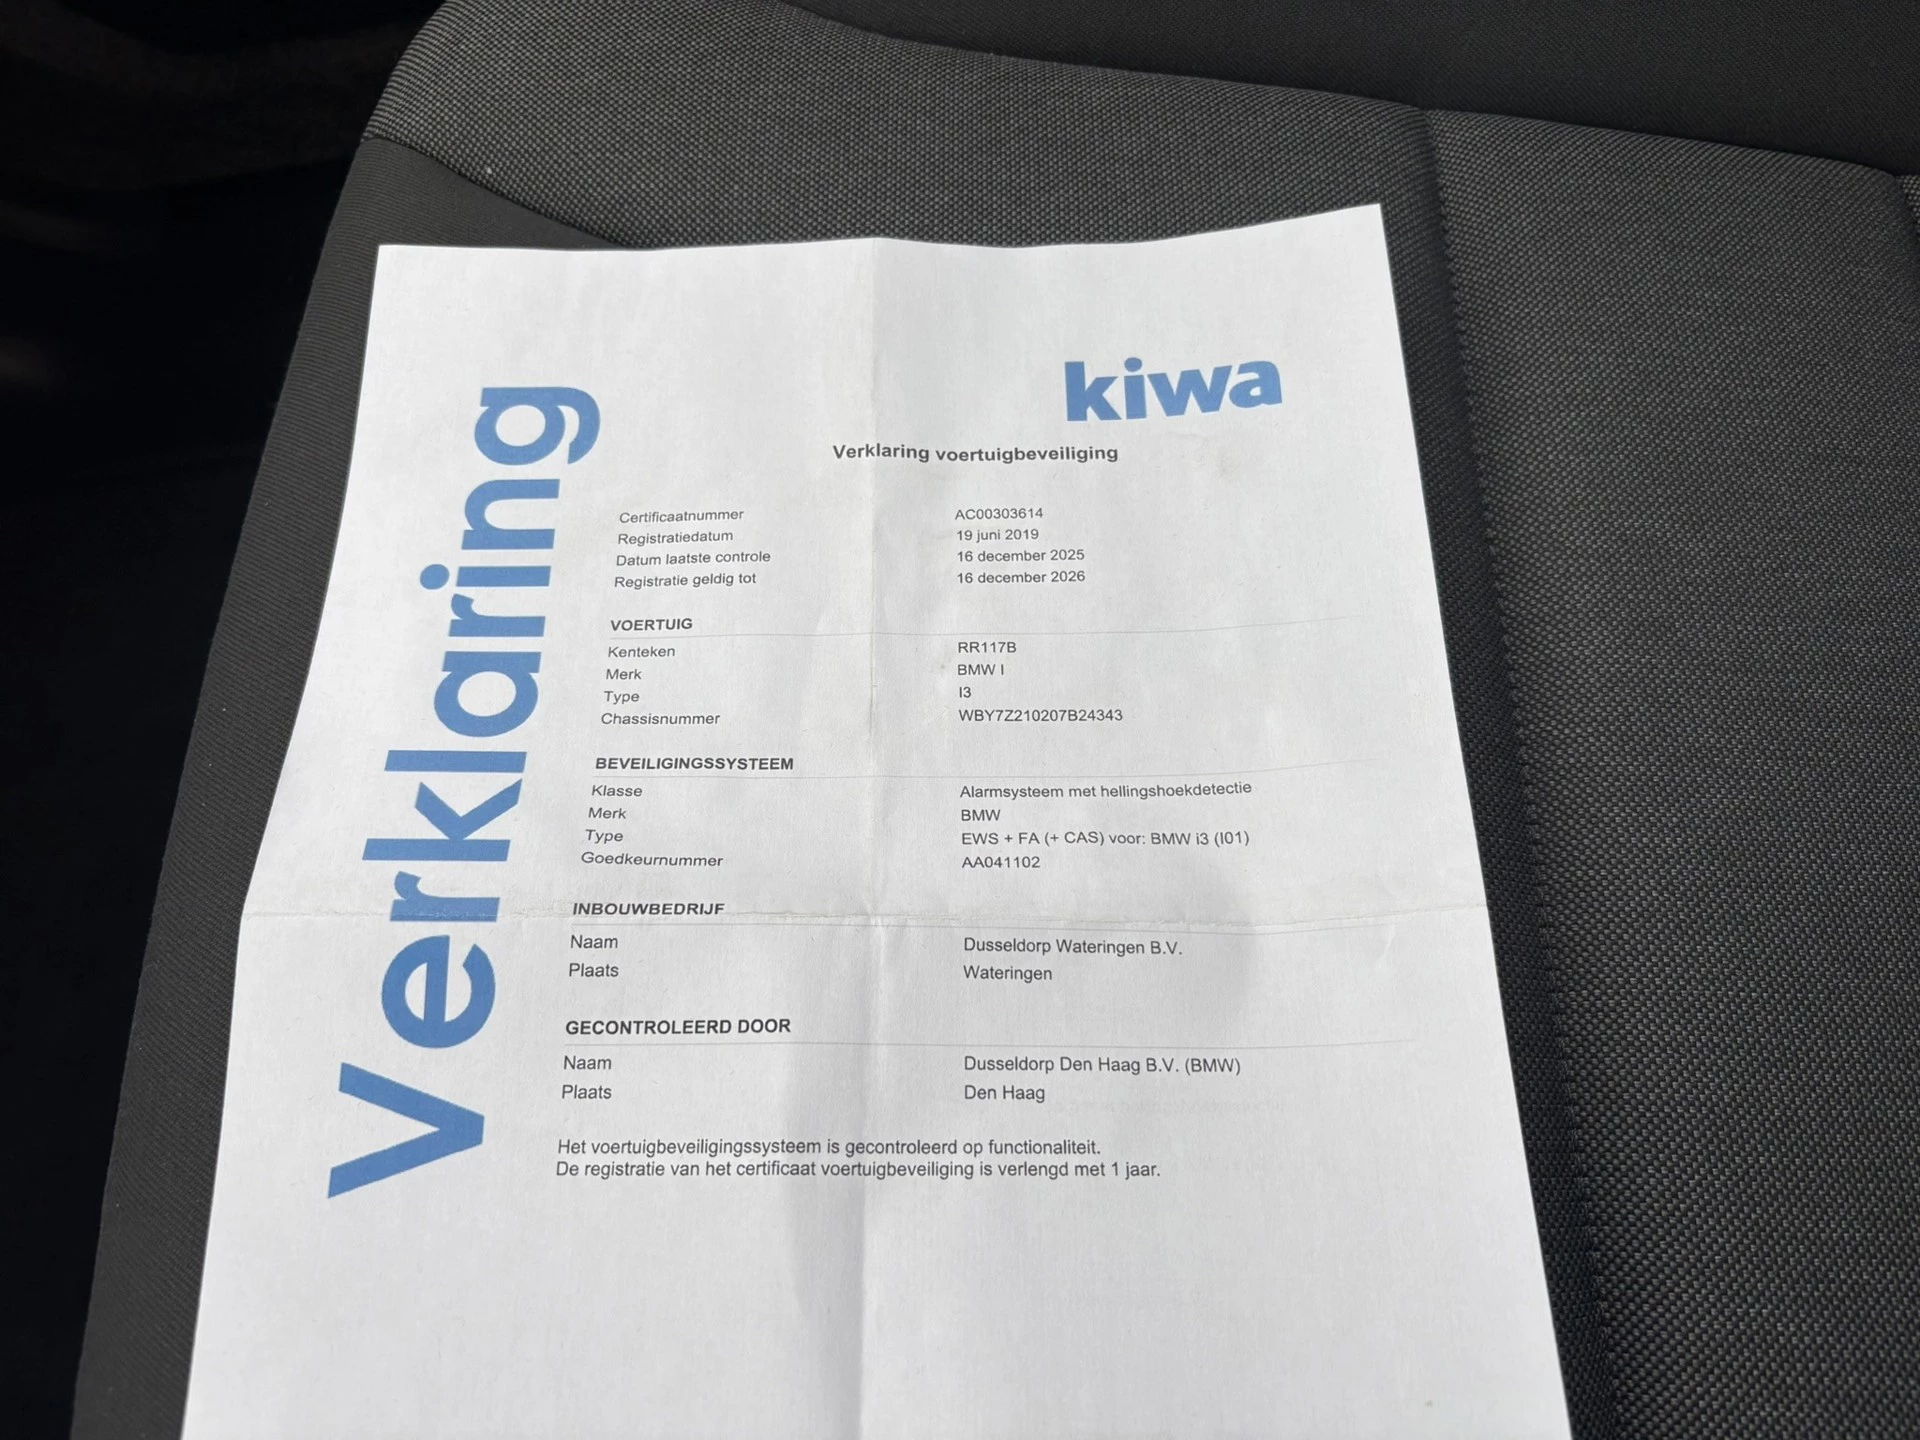 Verklaring
kiwa
Verklaring voertuigbeveiliging
Certificaatnummer AC00303614
Registratiedatum 19 juni 2019
Datum laatste controle 16 december 2025
Registratie geldig tot 16 december 2026
VOERTUIG
Kenteken RR117B
Merk BMW I
Type I3
Chassisnummer WBY7Z210207B24343
BEVEILIGINGSSYSTEEM
Klasse Alarmsysteem met hellingshoekdetectie
Merk BMW
Type EWS + FA (+ CAS) voor: BMW i3 (I01)
Goedkeurnummer AA041102
INBOUWBEDRIJF
Naam Dusseldorp Wateringen B.V.
Plaats Wateringen
GECONTROLEERD DOOR
Naam Dusseldorp Den Haag B.V. (BMW)
Plaats Den Haag
Het voertuigbeveiligingssysteem is gecontroleerd op functionaliteit.
De registratie van het certificaat voertuigbeveiliging is verlengd met 1 jaar.